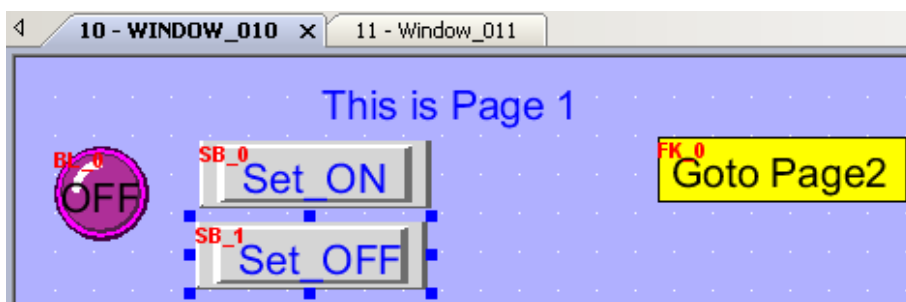 10 - WINDOW_010 X
11 - Window_011
This is Page 1
BL_0
OFF
SB_0
Set_ON
FK_0
Goto Page2
SB_1
Set_OFF